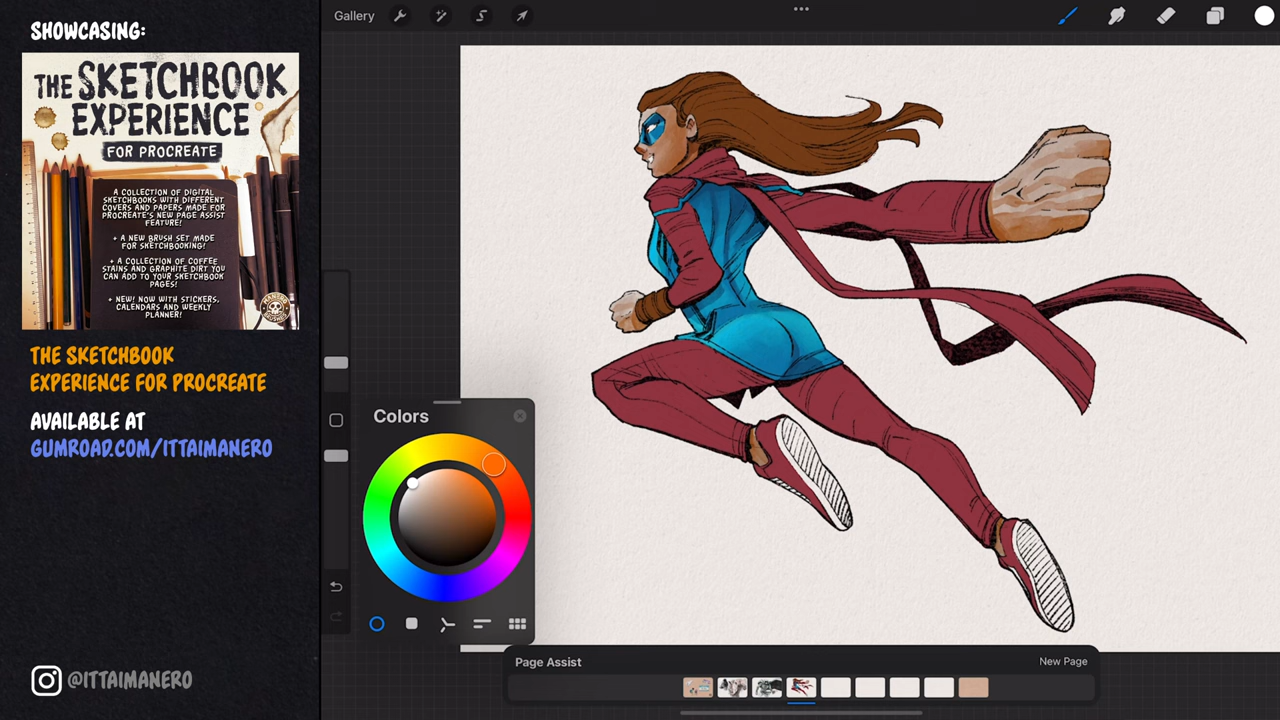 SHOWCASING:
THE SKETCHBOOK
EXPERIENCE
FOR PROCREATE
A COLLECTION OF DIGITAL
SKETCHBOOKS WITH DIFFERENT
COVERS AND PAPERS MADE FOR
PROCREATE'S NEW PAGE ASSIST
FEATURE!
+ A NEW BRUSH SET MADE
FOR SKETCHBOOKING!
+ A COLLECTION OF COFFEE
STAINS AND GRAPHITE DIRT YOU
CAN ADD TO YOUR SKETCHBOOK
PAGES!
+ NEW! NOW WITH STICKERS,
CALENDARS AND WEEKLY
PLANNER!
THE SKETCHBOOK
EXPERIENCE FOR PROCREATE
AVAILABLE AT
GUMROAD.COM/ITTAIMANERO
@ITTAIMANERO
Gallery
Colors
Page Assist
New Page